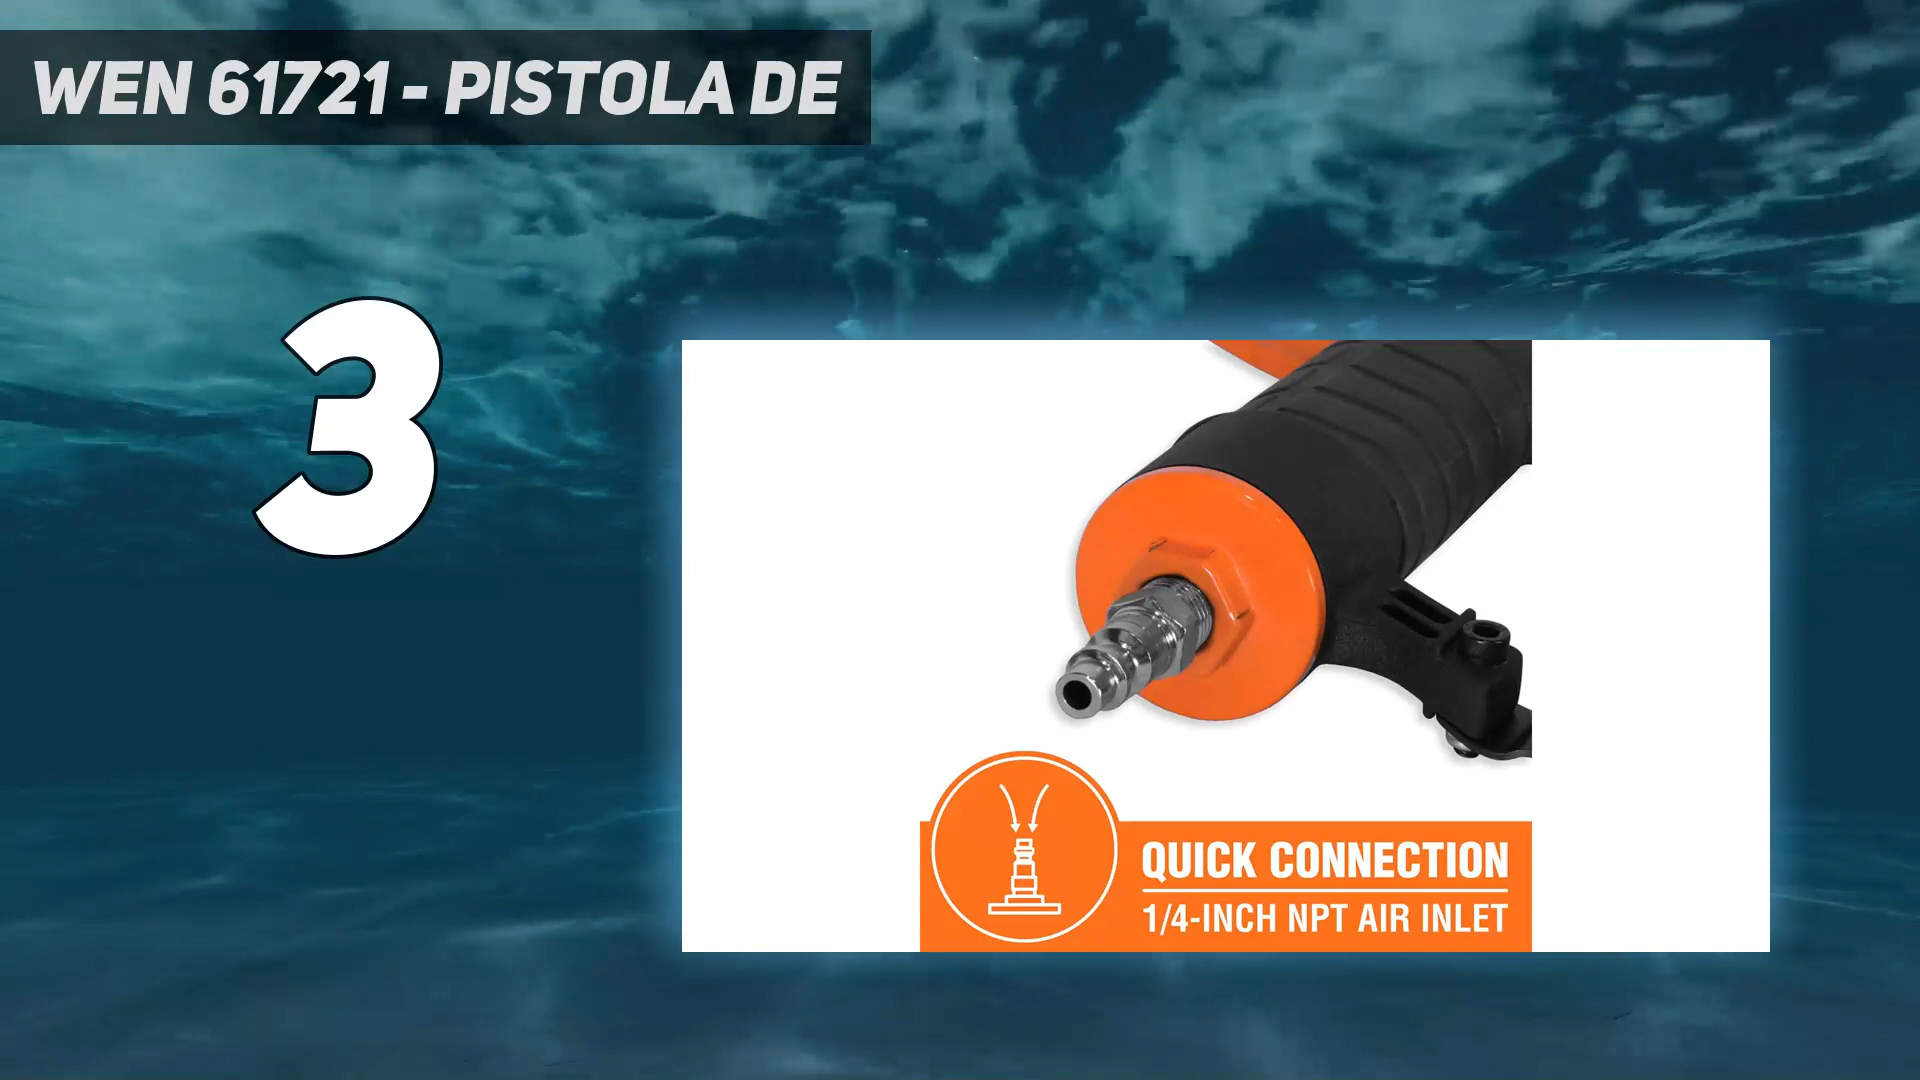 WEN 61721 - PISTOLA DE
3
QUICK CONNECTION
1/4-INCH NPT AIR INLET